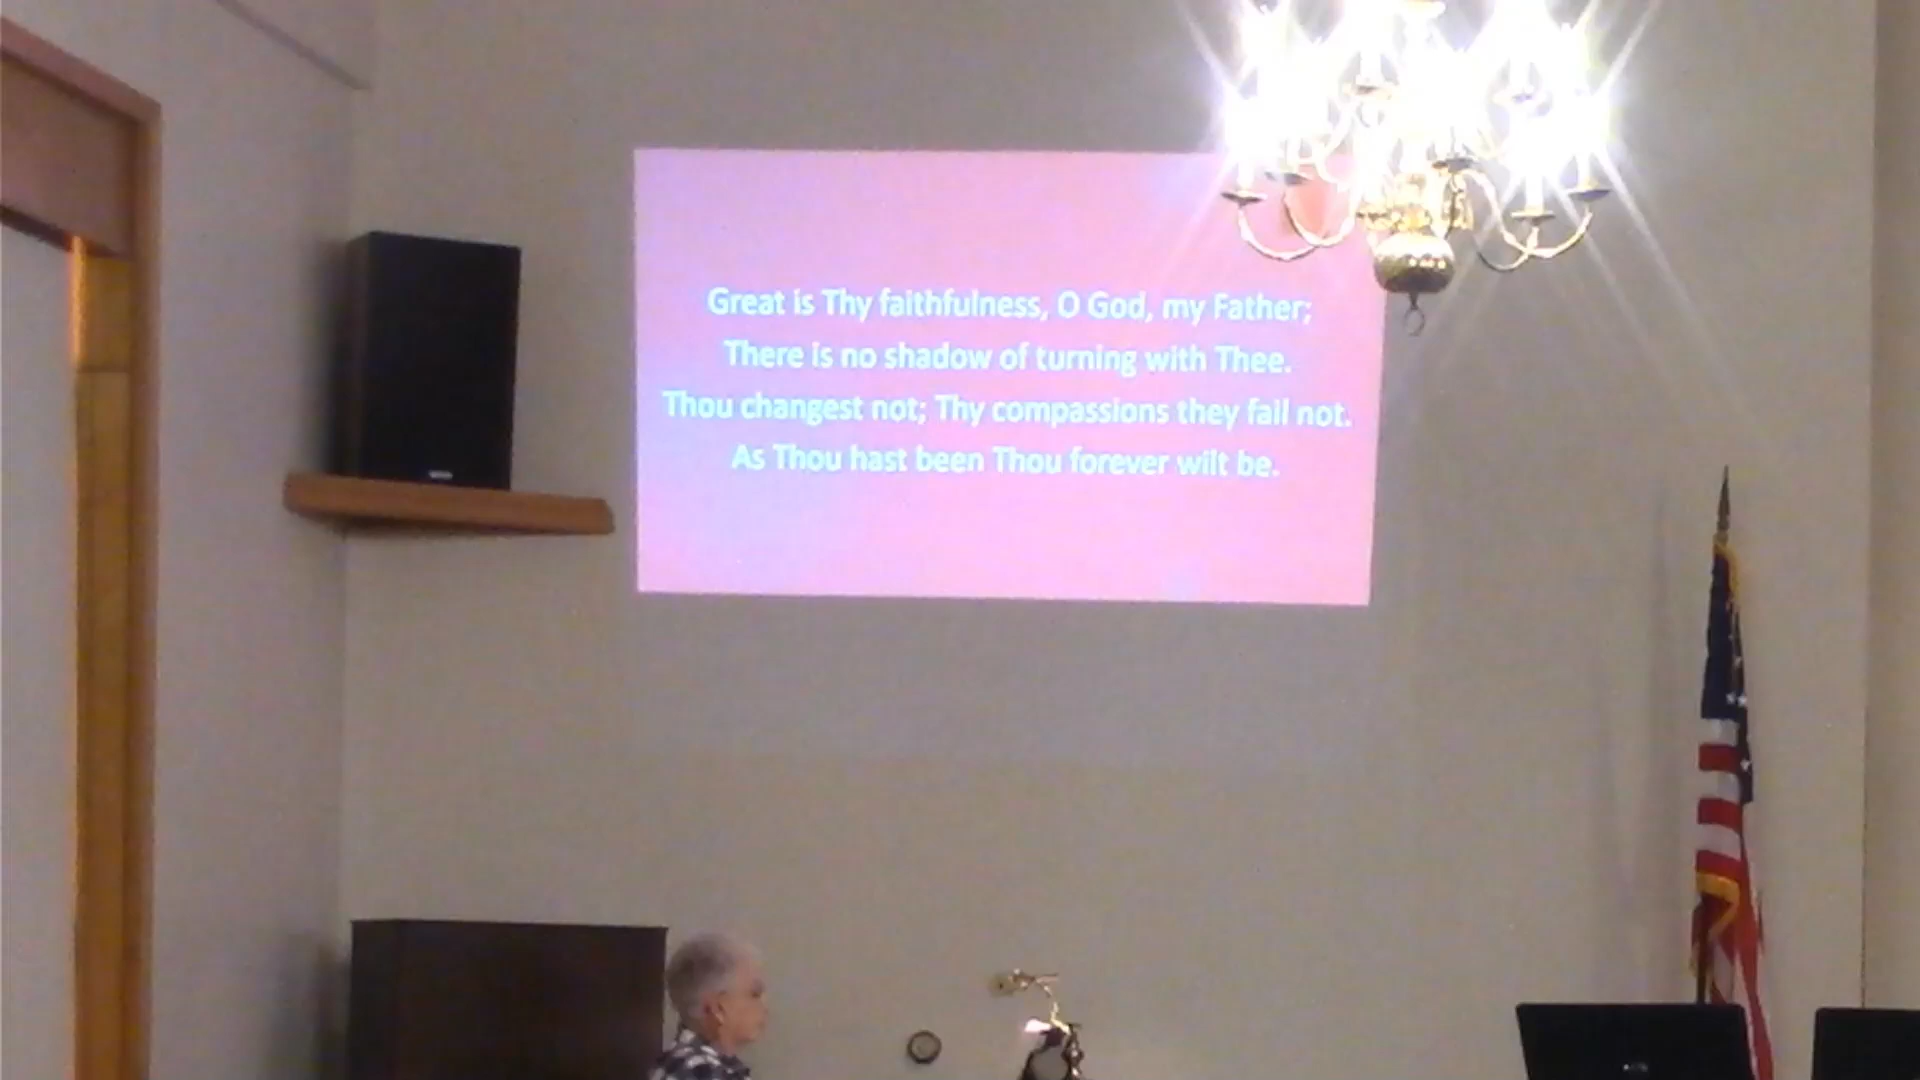 Great is Thy faithfulness, O God, my Father;
There is no shadow of turning with Thee.
Thou changest not; Thy compassions they fail not.
As Thou hast been Thou forever wilt be.